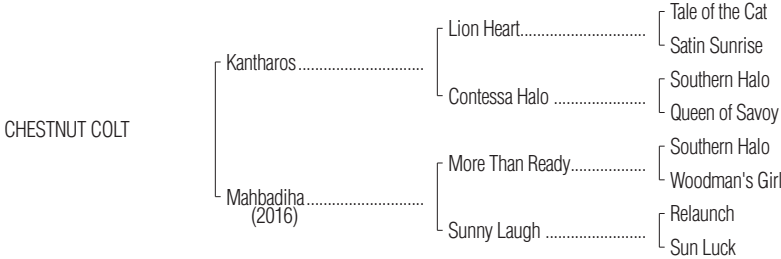 Tale of the Cat
Lion Heart..............................
Satin Sunrise
Kantharos..............................
Southern Halo
Contessa Halo ......................
Queen of Savoy
CHESTNUT COLT
Southern Halo
More Than Ready..................
Woodman's Girl
Mahbadiha............................
(2016)
Relaunch
Sunny Laugh ........................
Sun Luck